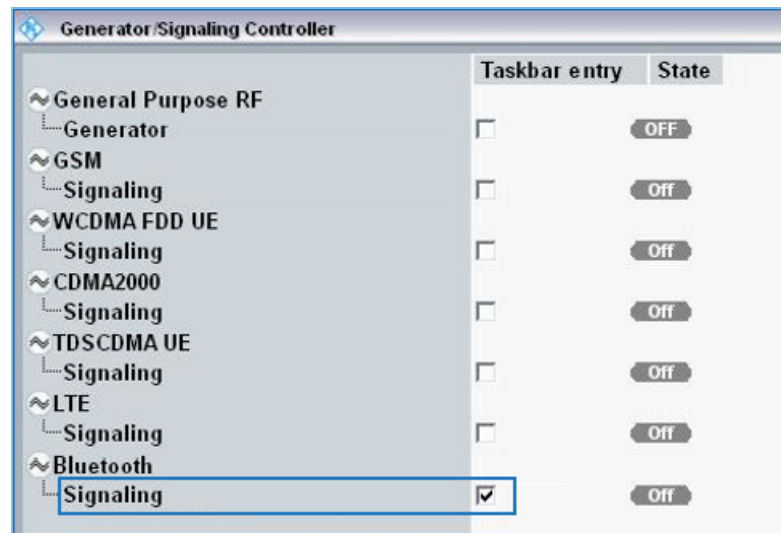 Generator/Signaling Controller
Taskbar entry State
General Purpose RF
Generator OFF
GSM
Signaling Off
WCDMA FDD UE
Signaling Off
CDMA2000
Signaling Off
TDSCDMA UE
Signaling Off
LTE
Signaling Off
Bluetooth
Signaling Off